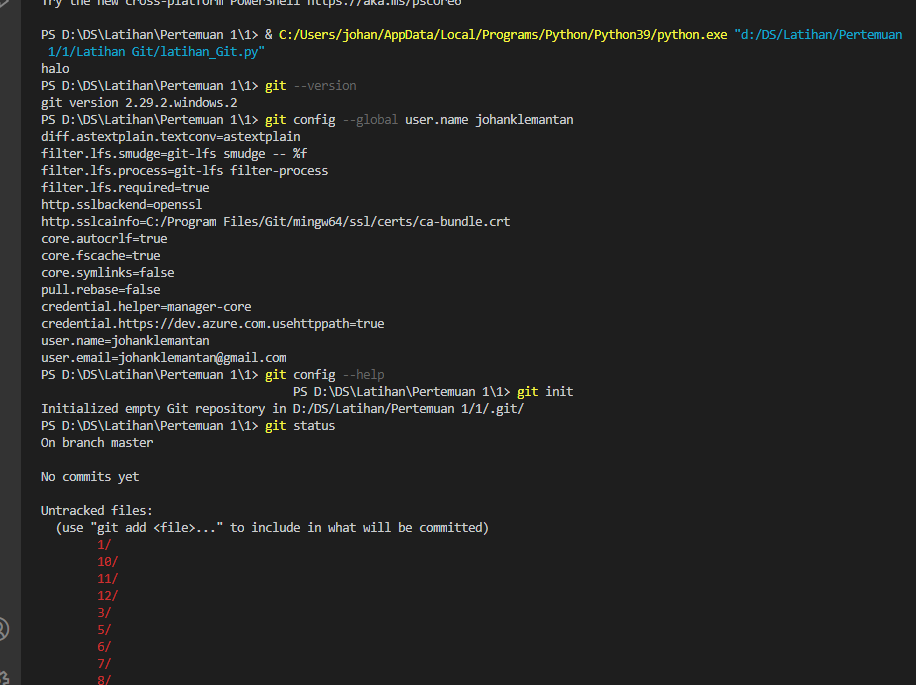 Try the new cross-platform PowerShell https://aka.ms/pscore6
PS D:\DS\Latihan\Pertemuan 1\1> & C:/Users/johan/AppData/Local/Programs/Python/Python39/python.exe "d:/DS/Latihan/Pertemuan
1/1/Latihan Git/latihan_Git.py"
halo
PS D:\DS\Latihan\Pertemuan 1\1> git --version
git version 2.29.2.windows.2
PS D:\DS\Latihan\Pertemuan 1\1> git config --global user.name johanklemantan
diff.astextplain.textconv=astextplain
filter.lfs.smudge=git-lfs smudge -- %f
filter.lfs.process=git-lfs filter-process
filter.lfs.required=true
http.sslbackend=openssl
http.sslcainfo=C:/Program Files/Git/mingw64/ssl/certs/ca-bundle.crt
core.autocrlf=true
core.fscache=true
core.symlinks=false
pull.rebase=false
credential.helper=manager-core
credential.https://dev.azure.com.usehttppath=true
user.name=johanklemantan
user.email=johanklemantan@gmail.com
PS D:\DS\Latihan\Pertemuan 1\1> git config --help
PS D:\DS\Latihan\Pertemuan 1\1> git init
Initialized empty Git repository in D:/DS/Latihan/Pertemuan 1/1/.git/
PS D:\DS\Latihan\Pertemuan 1\1> git status
On branch master
No commits yet
Untracked files:
(use "git add <file>..." to include in what will be committed)
1/
10/
11/
12/
3/
5/
6/
7/
8/